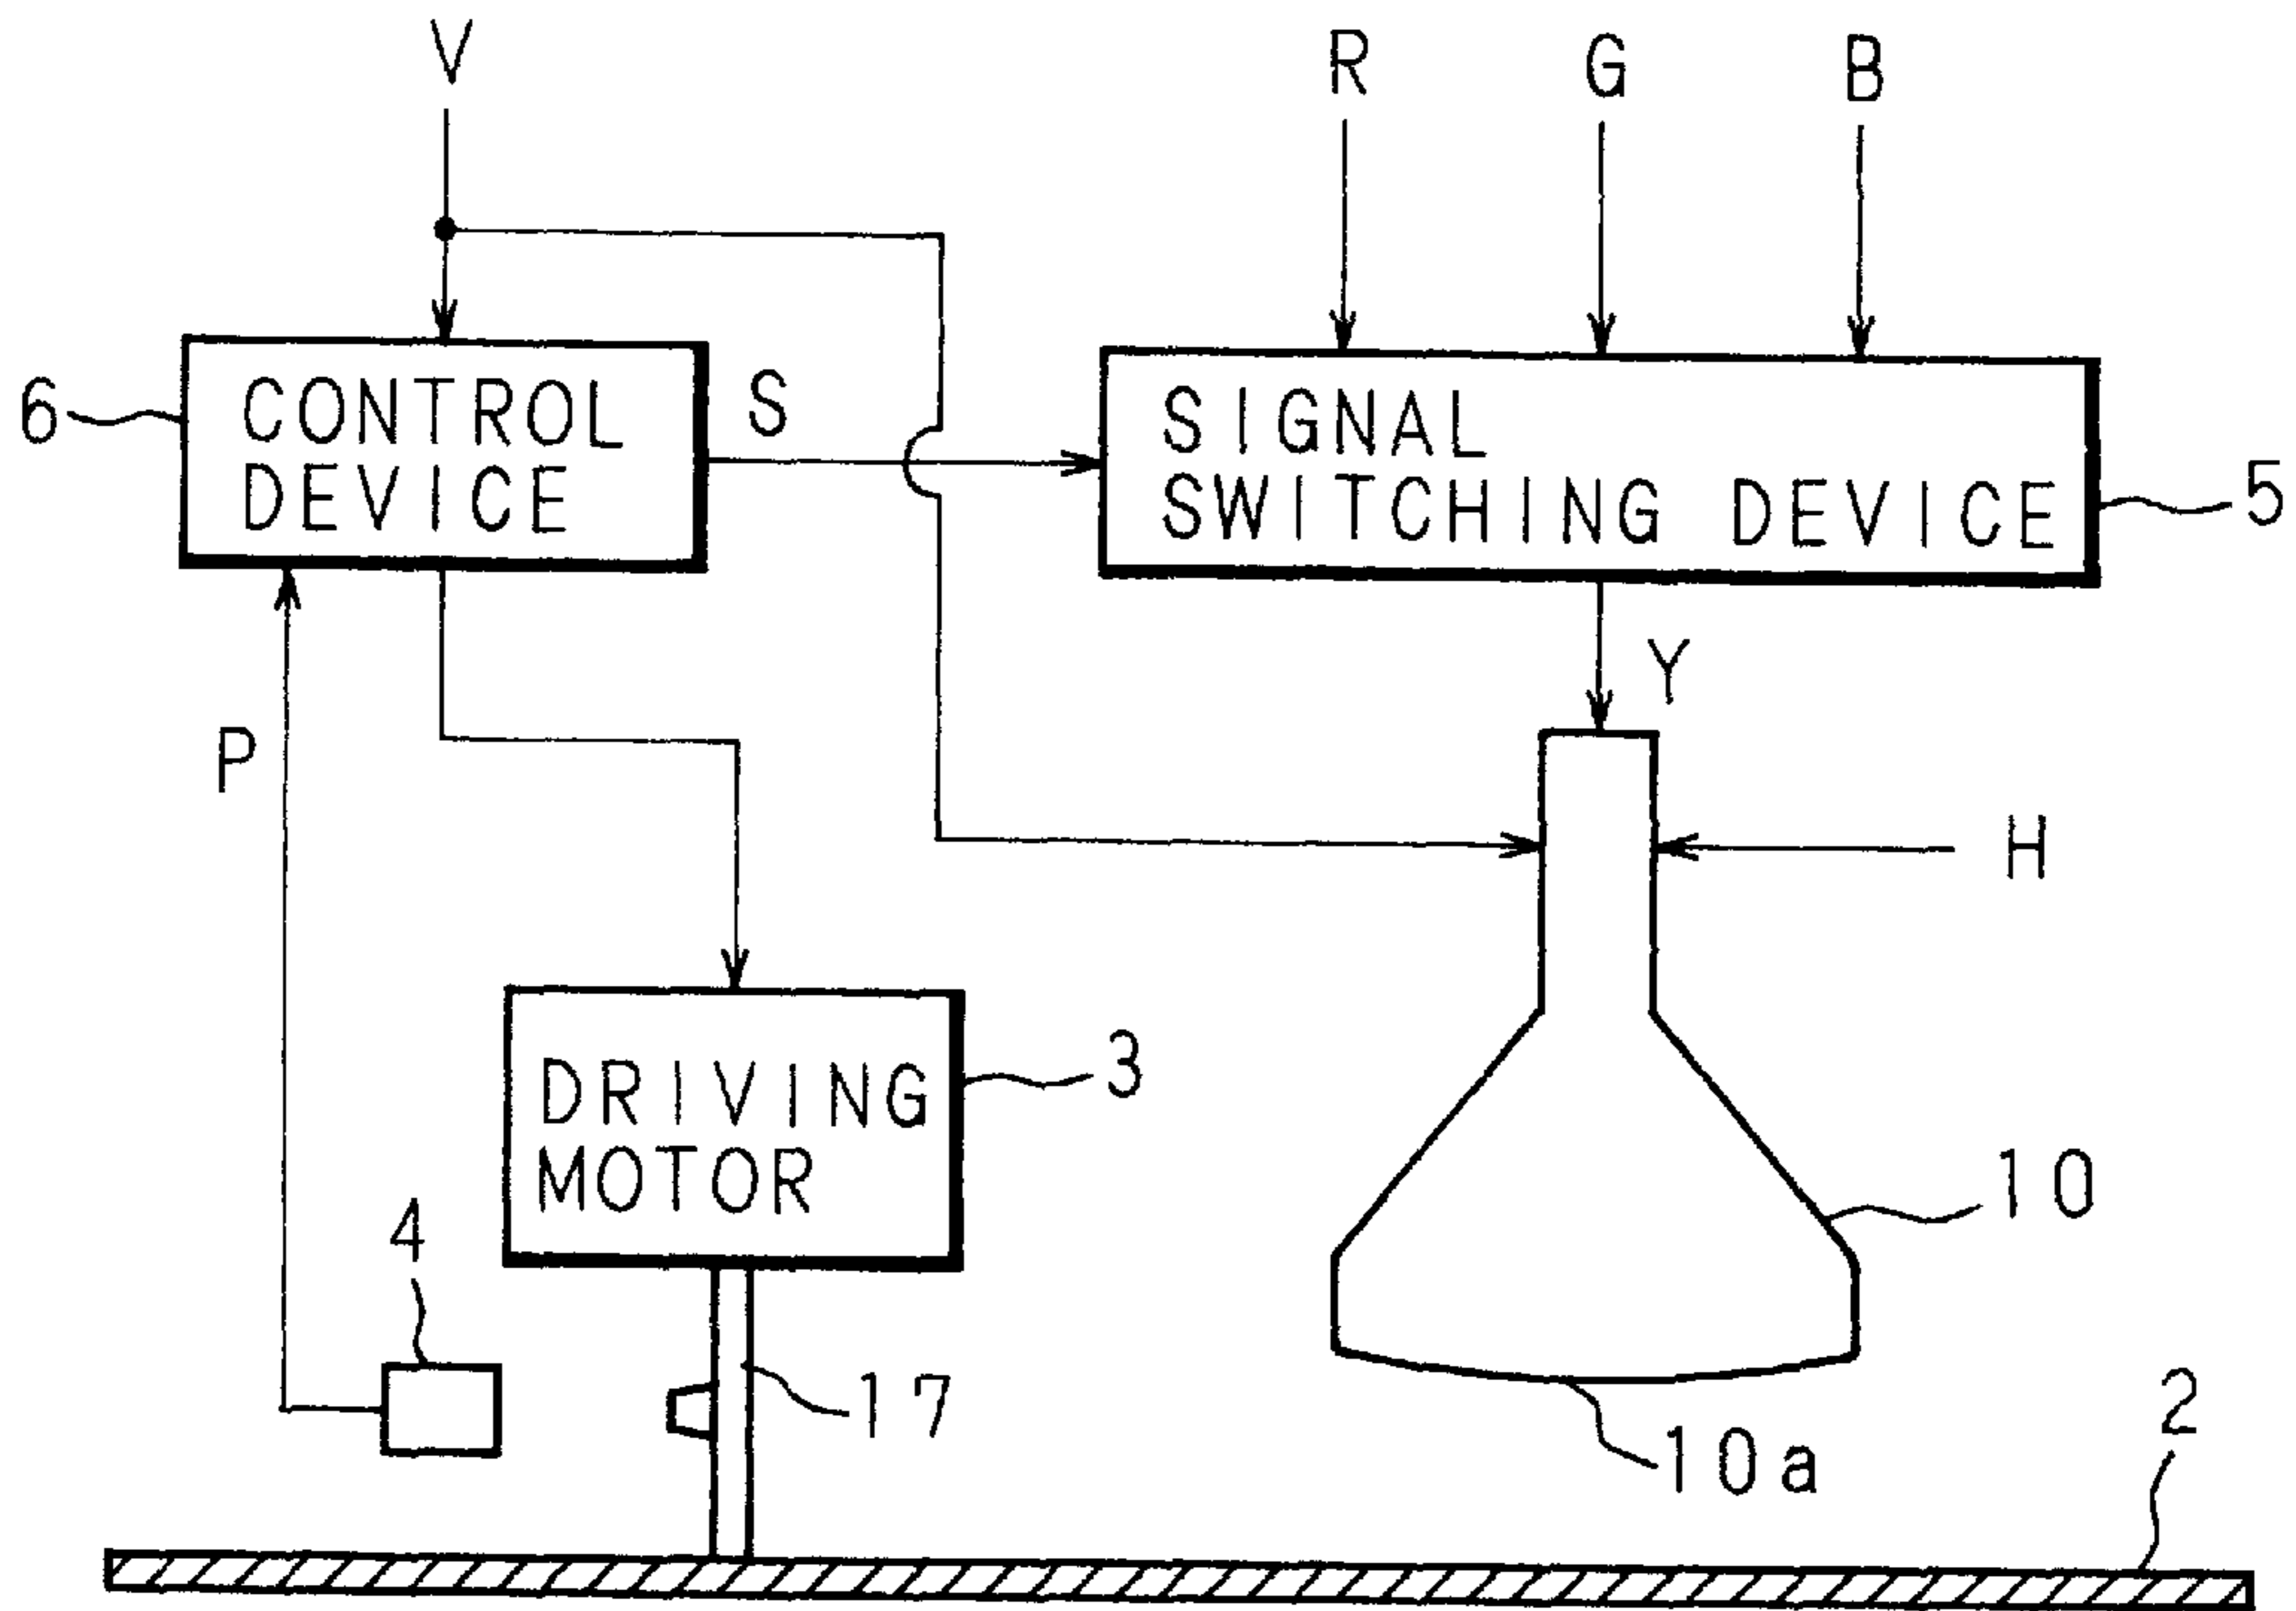 V
R G B
6
CONTROL
DEVICE
S
SIGNAL
SWITCHING DEVICE
5
Y
P
H
DRIVING
MOTOR
3
10
4
17
10a
2